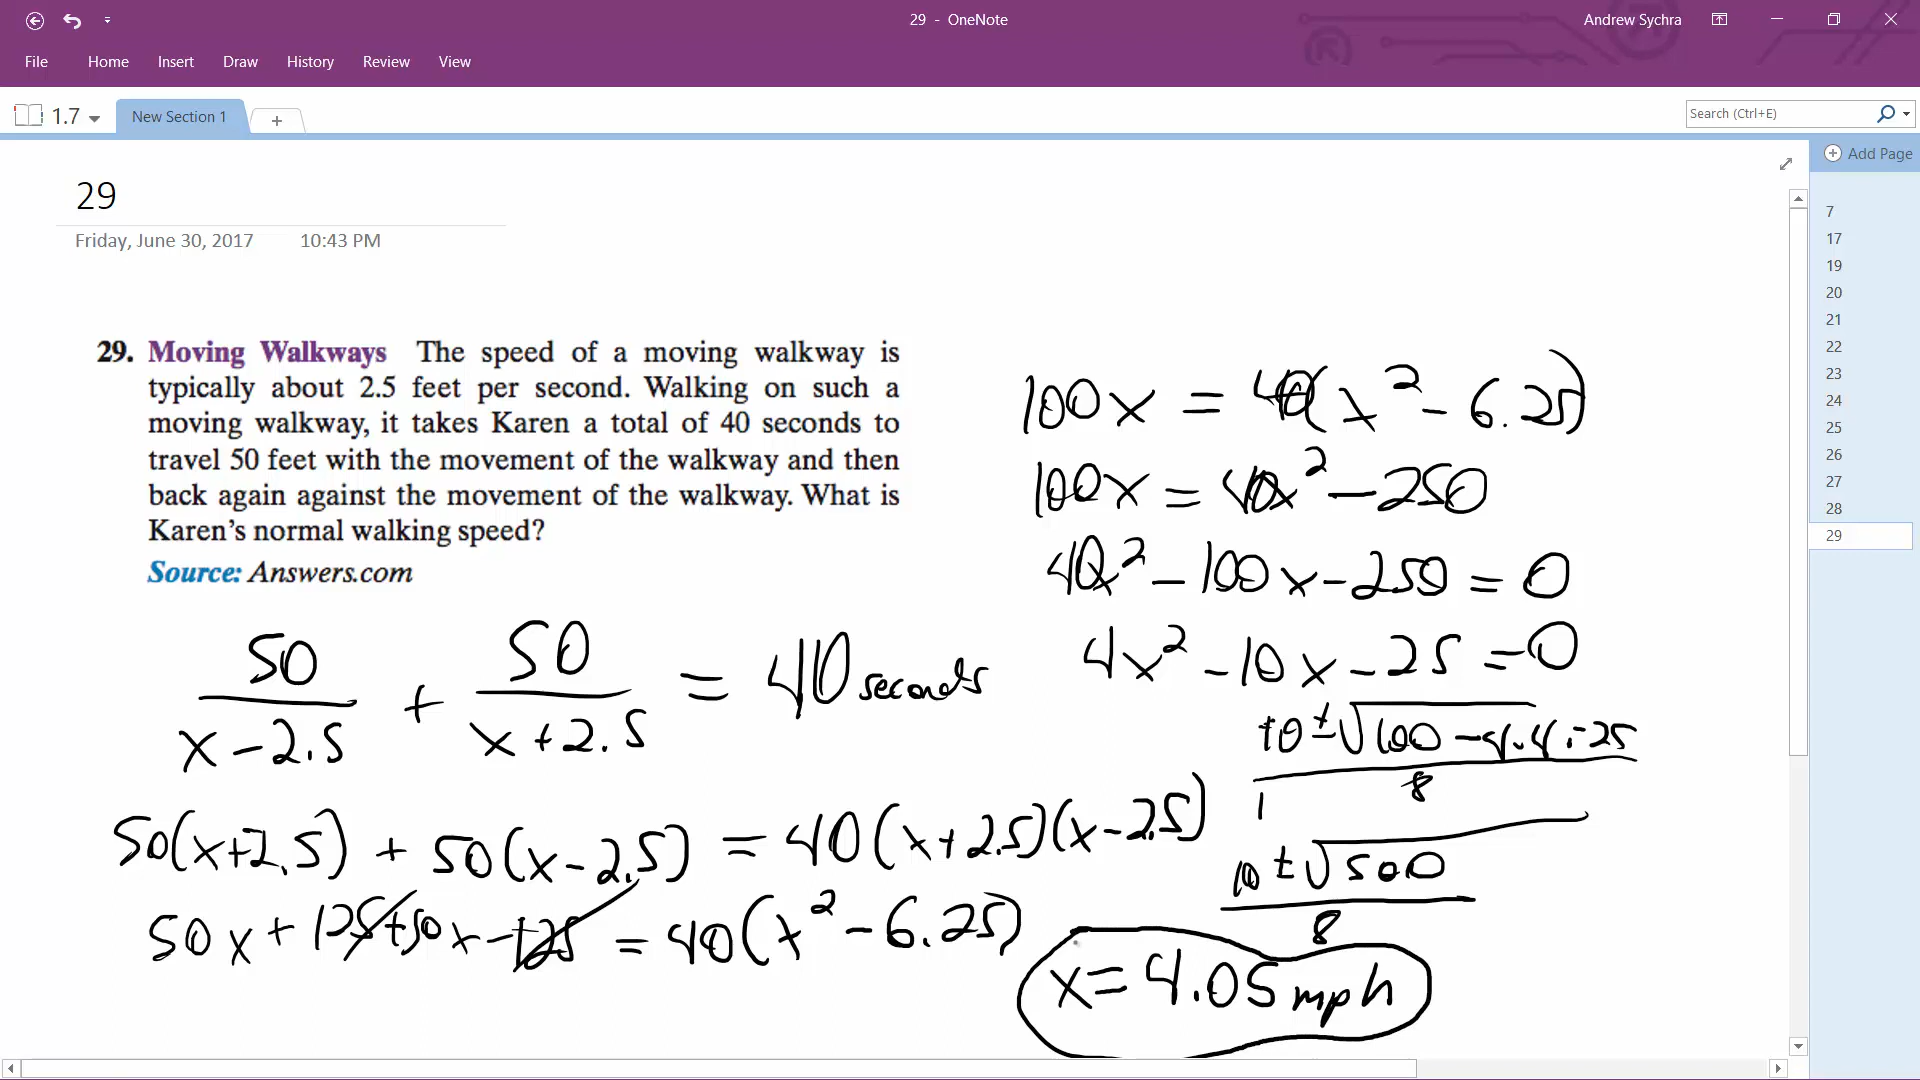 29 - OneNote
Andrew Sychra
File Home Insert Draw History Review View
1.7
New Section 1
+
Search (Ctrl+E)
Add Page
29
Friday, June 30, 2017 10:43 PM
29. Moving Walkways The speed of a moving walkway is
typically about 2.5 feet per second. Walking on such a
moving walkway, it takes Karen a total of 40 seconds to
travel 50 feet with the movement of the walkway and then
back again against the movement of the walkway. What is
Karen's normal walking speed?
Source: Answers.com
50/(x-2.5) + 50/(x+2.5) = 40 seconds
50(x+2.5) + 50(x-2.5) = 40(x+2.5)(x-2.5)
50x + 125 + 50x - 125 = 40(x² - 6.25)
100x = 40(x² - 6.25)
100x = 40x² - 250
40x² - 100x - 250 = 0
4x² - 10x - 25 = 0
+10 ± √100 - 4·4·-25
8
10 ± √500
8
x = 4.05 mph
7
17
19
20
21
22
23
24
25
26
27
28
29